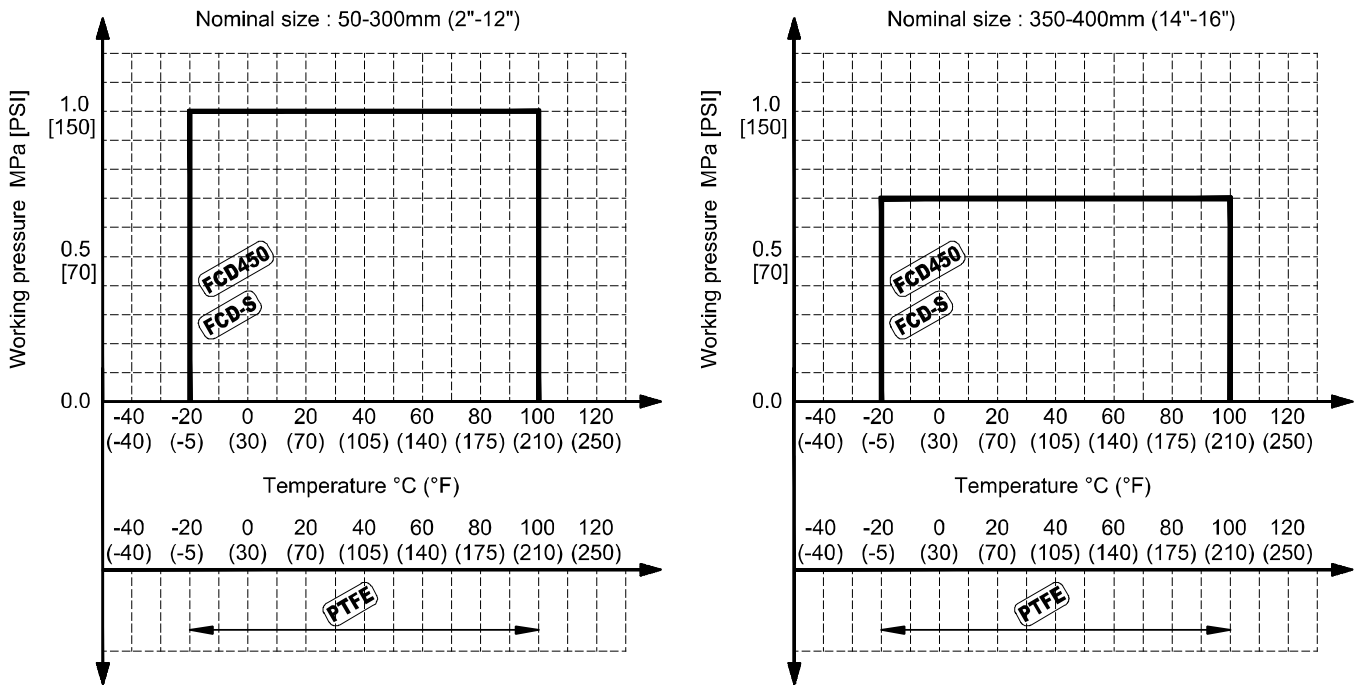 Nominal size : 50-300mm (2"-12")
Working pressure MPa [PSI]
1.0
[150]
0.5
[70]
0.0
FCD450
FCD-S
-40 -20 0 20 40 60 80 100 120
(-40) (-5) (30) (70) (105) (140) (175) (210) (250)
Temperature °C (°F)
-40 -20 0 20 40 60 80 100 120
(-40) (-5) (30) (70) (105) (140) (175) (210) (250)
PTFE
Nominal size : 350-400mm (14"-16")
Working pressure MPa [PSI]
1.0
[150]
0.5
[70]
0.0
FCD450
FCD-S
-40 -20 0 20 40 60 80 100 120
(-40) (-5) (30) (70) (105) (140) (175) (210) (250)
Temperature °C (°F)
-40 -20 0 20 40 60 80 100 120
(-40) (-5) (30) (70) (105) (140) (175) (210) (250)
PTFE